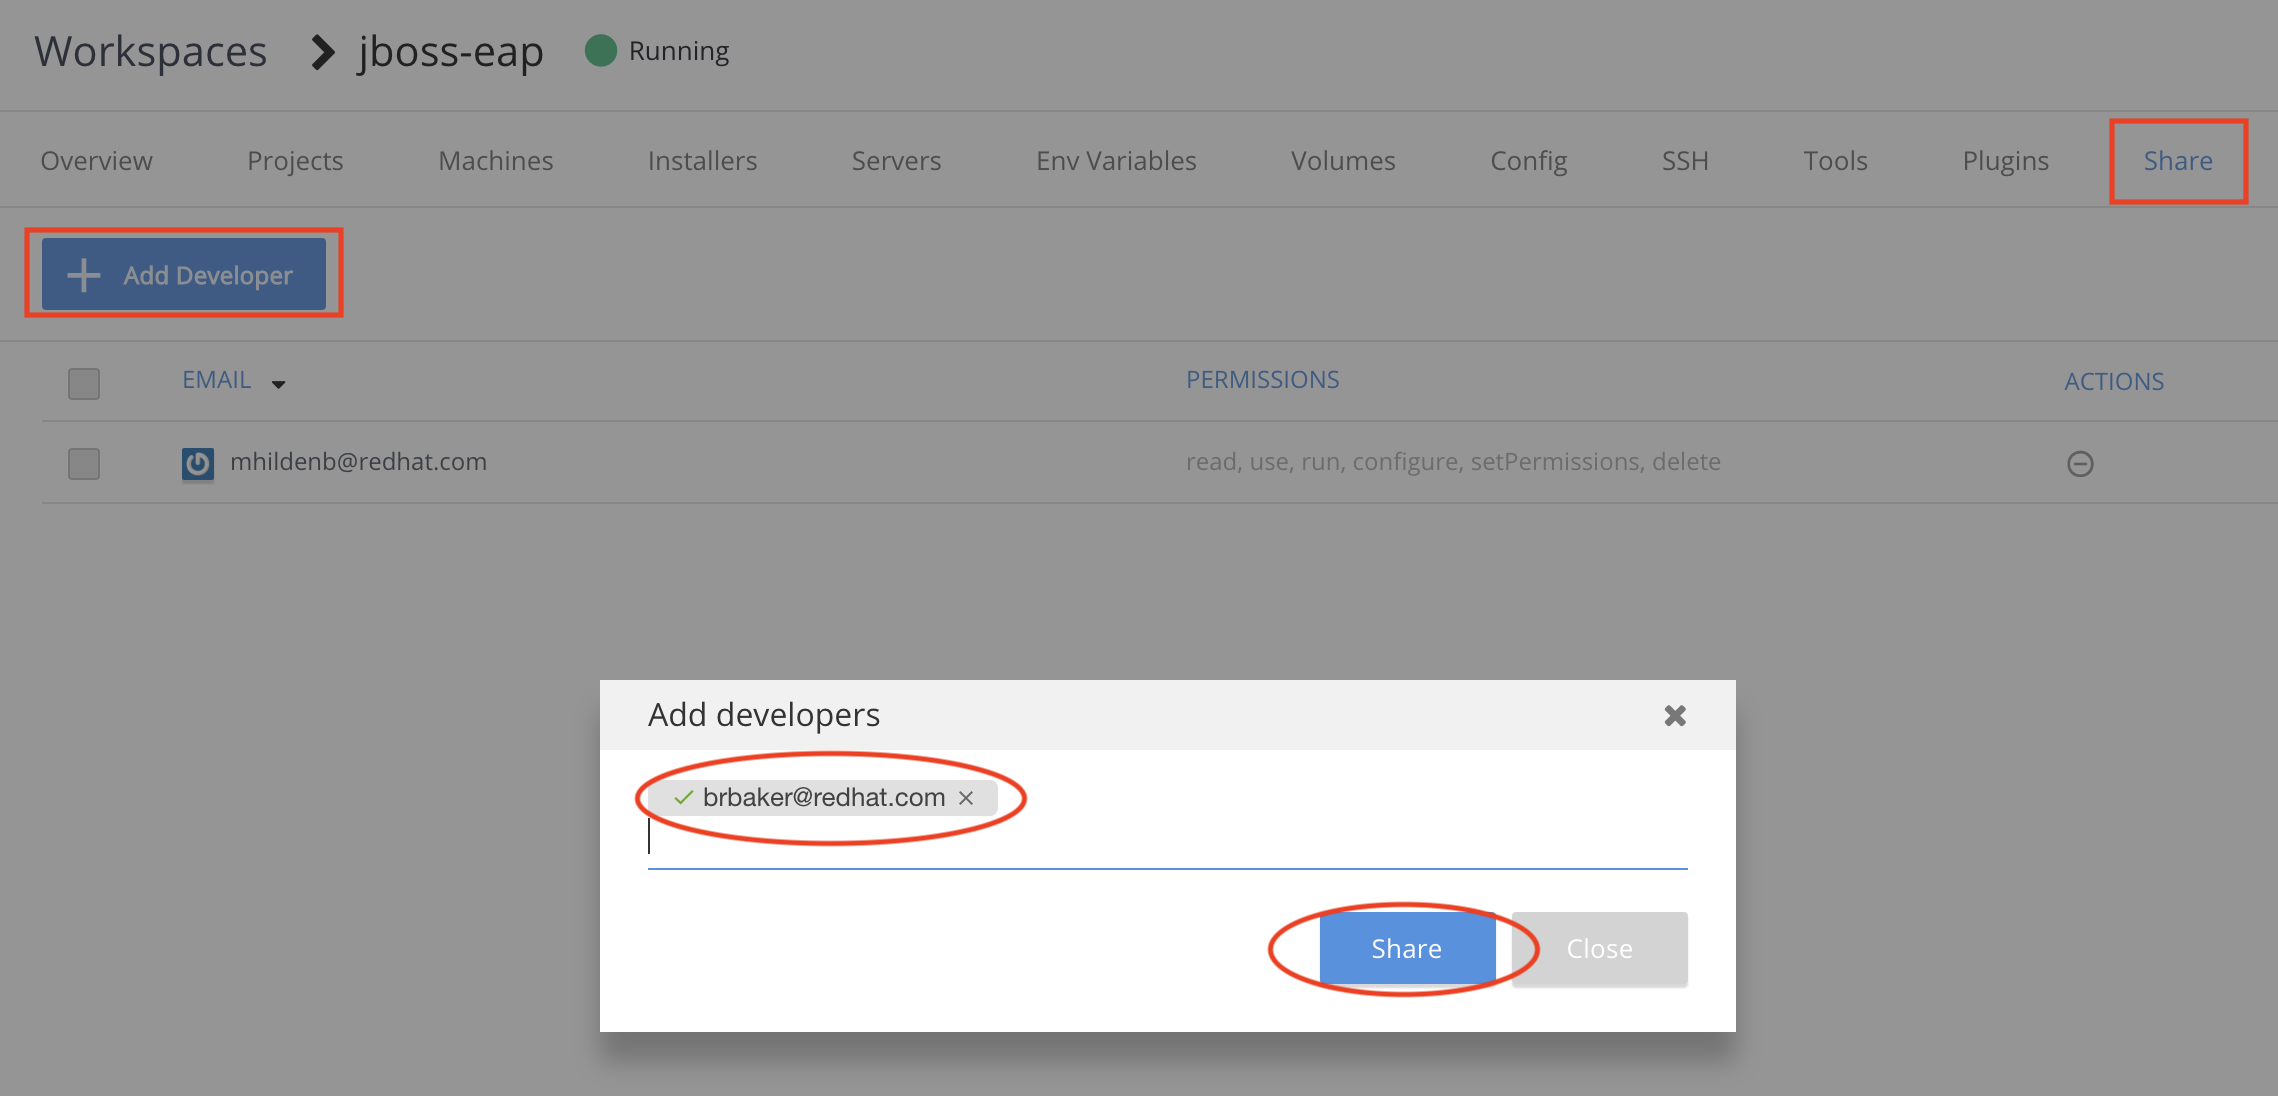 Workspaces jboss-eap Running
Overview Projects Machines Installers Servers Env Variables Volumes Config SSH Tools Plugins Share
Add Developer
EMAIL PERMISSIONS ACTIONS
mhildenb@redhat.com read, use, run, configure, setPermissions, delete
Add developers
brbaker@redhat.com
Share Close